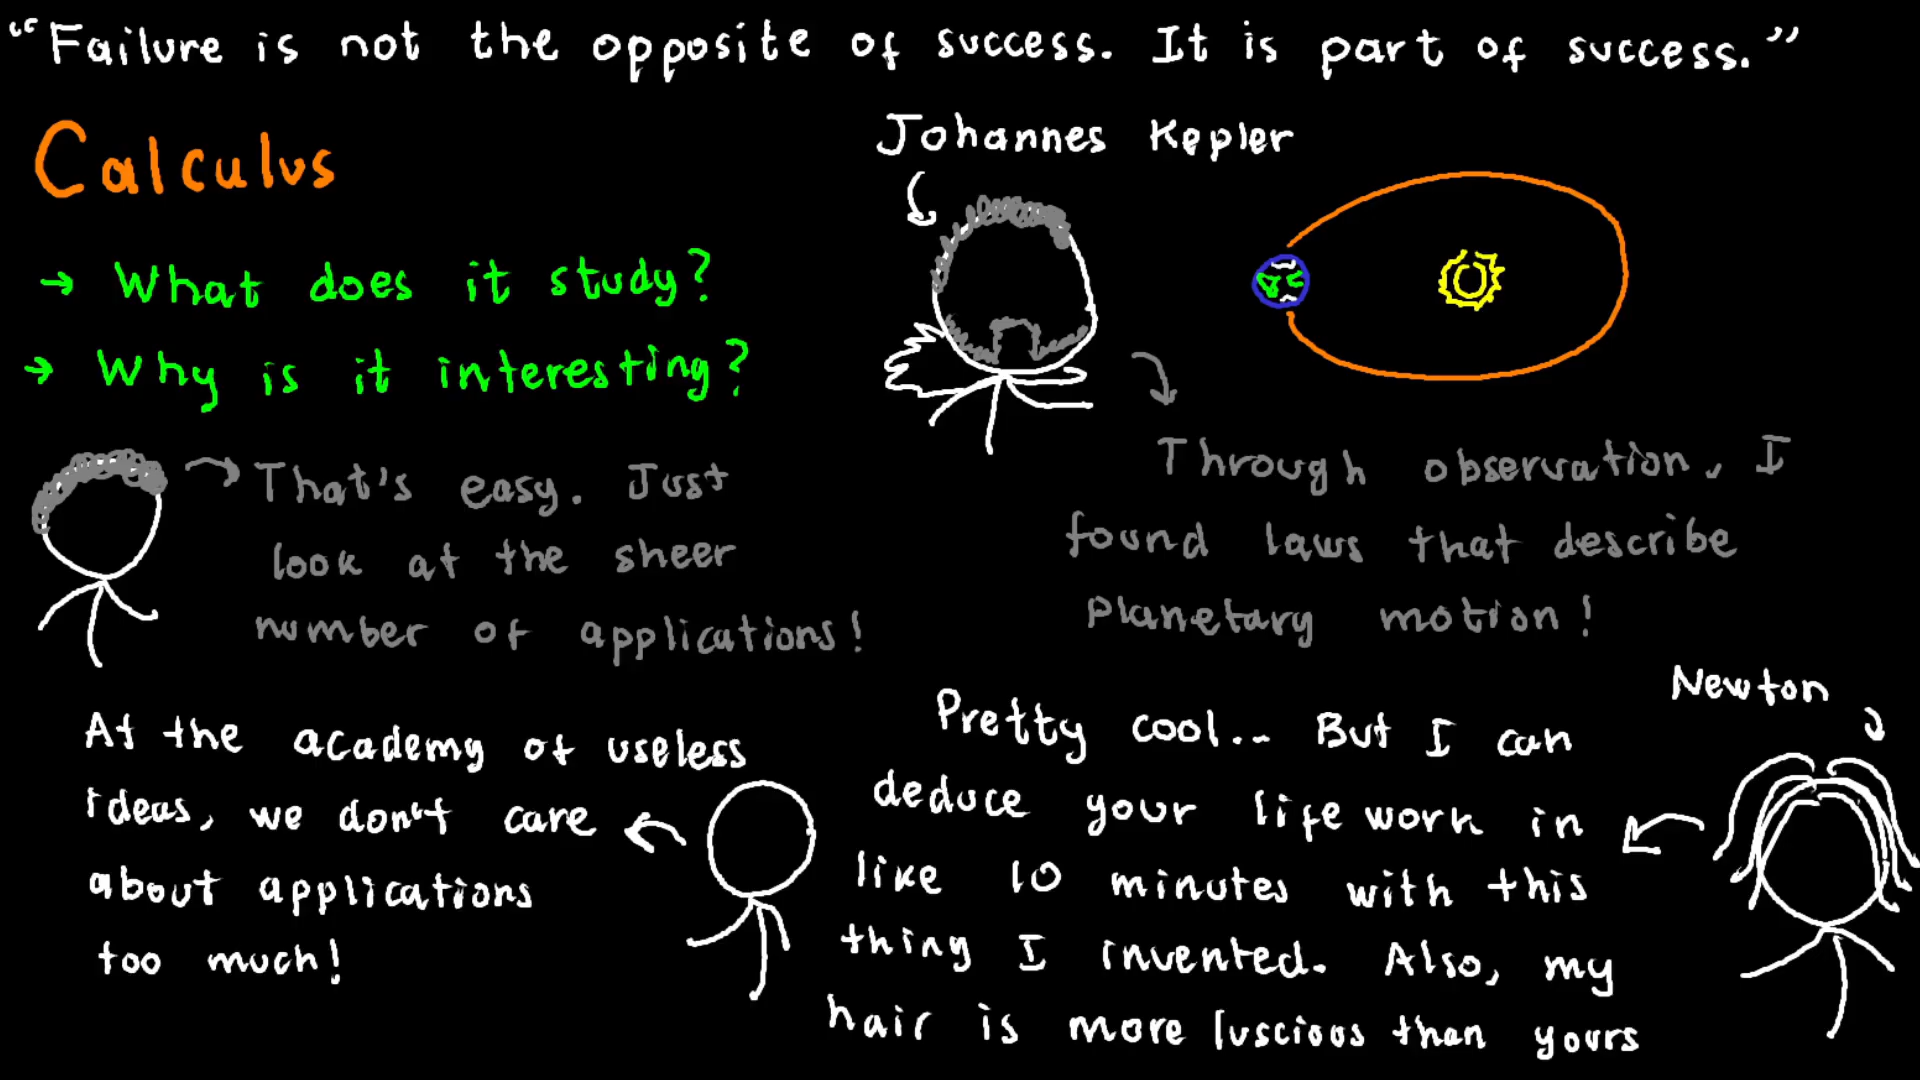 “Failure is not the opposite of success. It is part of success.”
Calculus
→ What does it study?
→ Why is it interesting?
That's easy. Just
look at the sheer
number of applications!
At the academy of useless
ideas, we don't care
about applications
too much!
Johannes Kepler
Through observation, I
found laws that describe
planetary motion!
Newton
Pretty cool... But I can
deduce your life work in
like 10 minutes with this
thing I invented. Also, my
hair is more luscious than yours